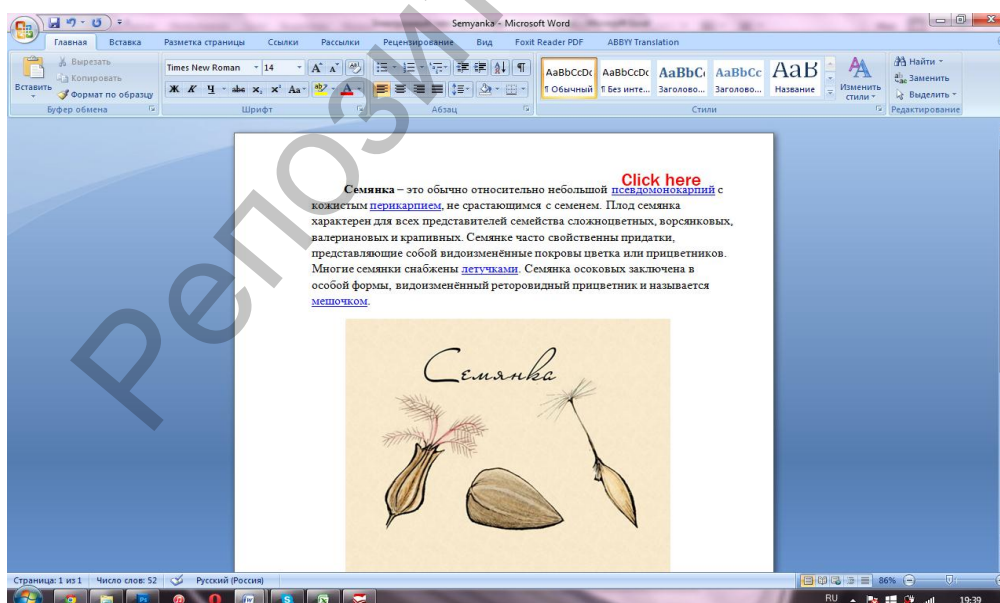 Semyanka - Microsoft Word
Главная Вставка Разметка страницы Ссылки Рассылки Рецензирование Вид Foxit Reader PDF ABBYY Translation
Вставить
Вырезать
Копировать
Формат по образцу
Буфер обмена
Times New Roman 14
Ж К Ч abc x₂ x² Aa
Шрифт
Абзац
AaBbCcDc AaBbCcDc AaBbC AaBbCc AaB
¶ Обычный ¶ Без инте... Заголово... Заголово... Название
Изменить стили
Стили
Найти
Заменить
Выделить
Редактирование
Click here
Семянка – это обычно относительно небольшой псевдомонокарпий с
кожистым перикарпием, не срастающимся с семенем. Плод семянка
характерен для всех представителей семейства сложноцветных, ворсянковых,
валериановых и крапивных. Семянке часто свойственны придатки,
представляющие собой видоизменённые покровы цветка или прицветников.
Многие семянки снабжены летучками. Семянка осоковых заключена в
особой формы, видоизменённый реторовидный прицветник и называется
мешочком.
Семянка
Страница: 1 из 1 Число слов: 52 Русский (Россия) 86%
RU 19:39